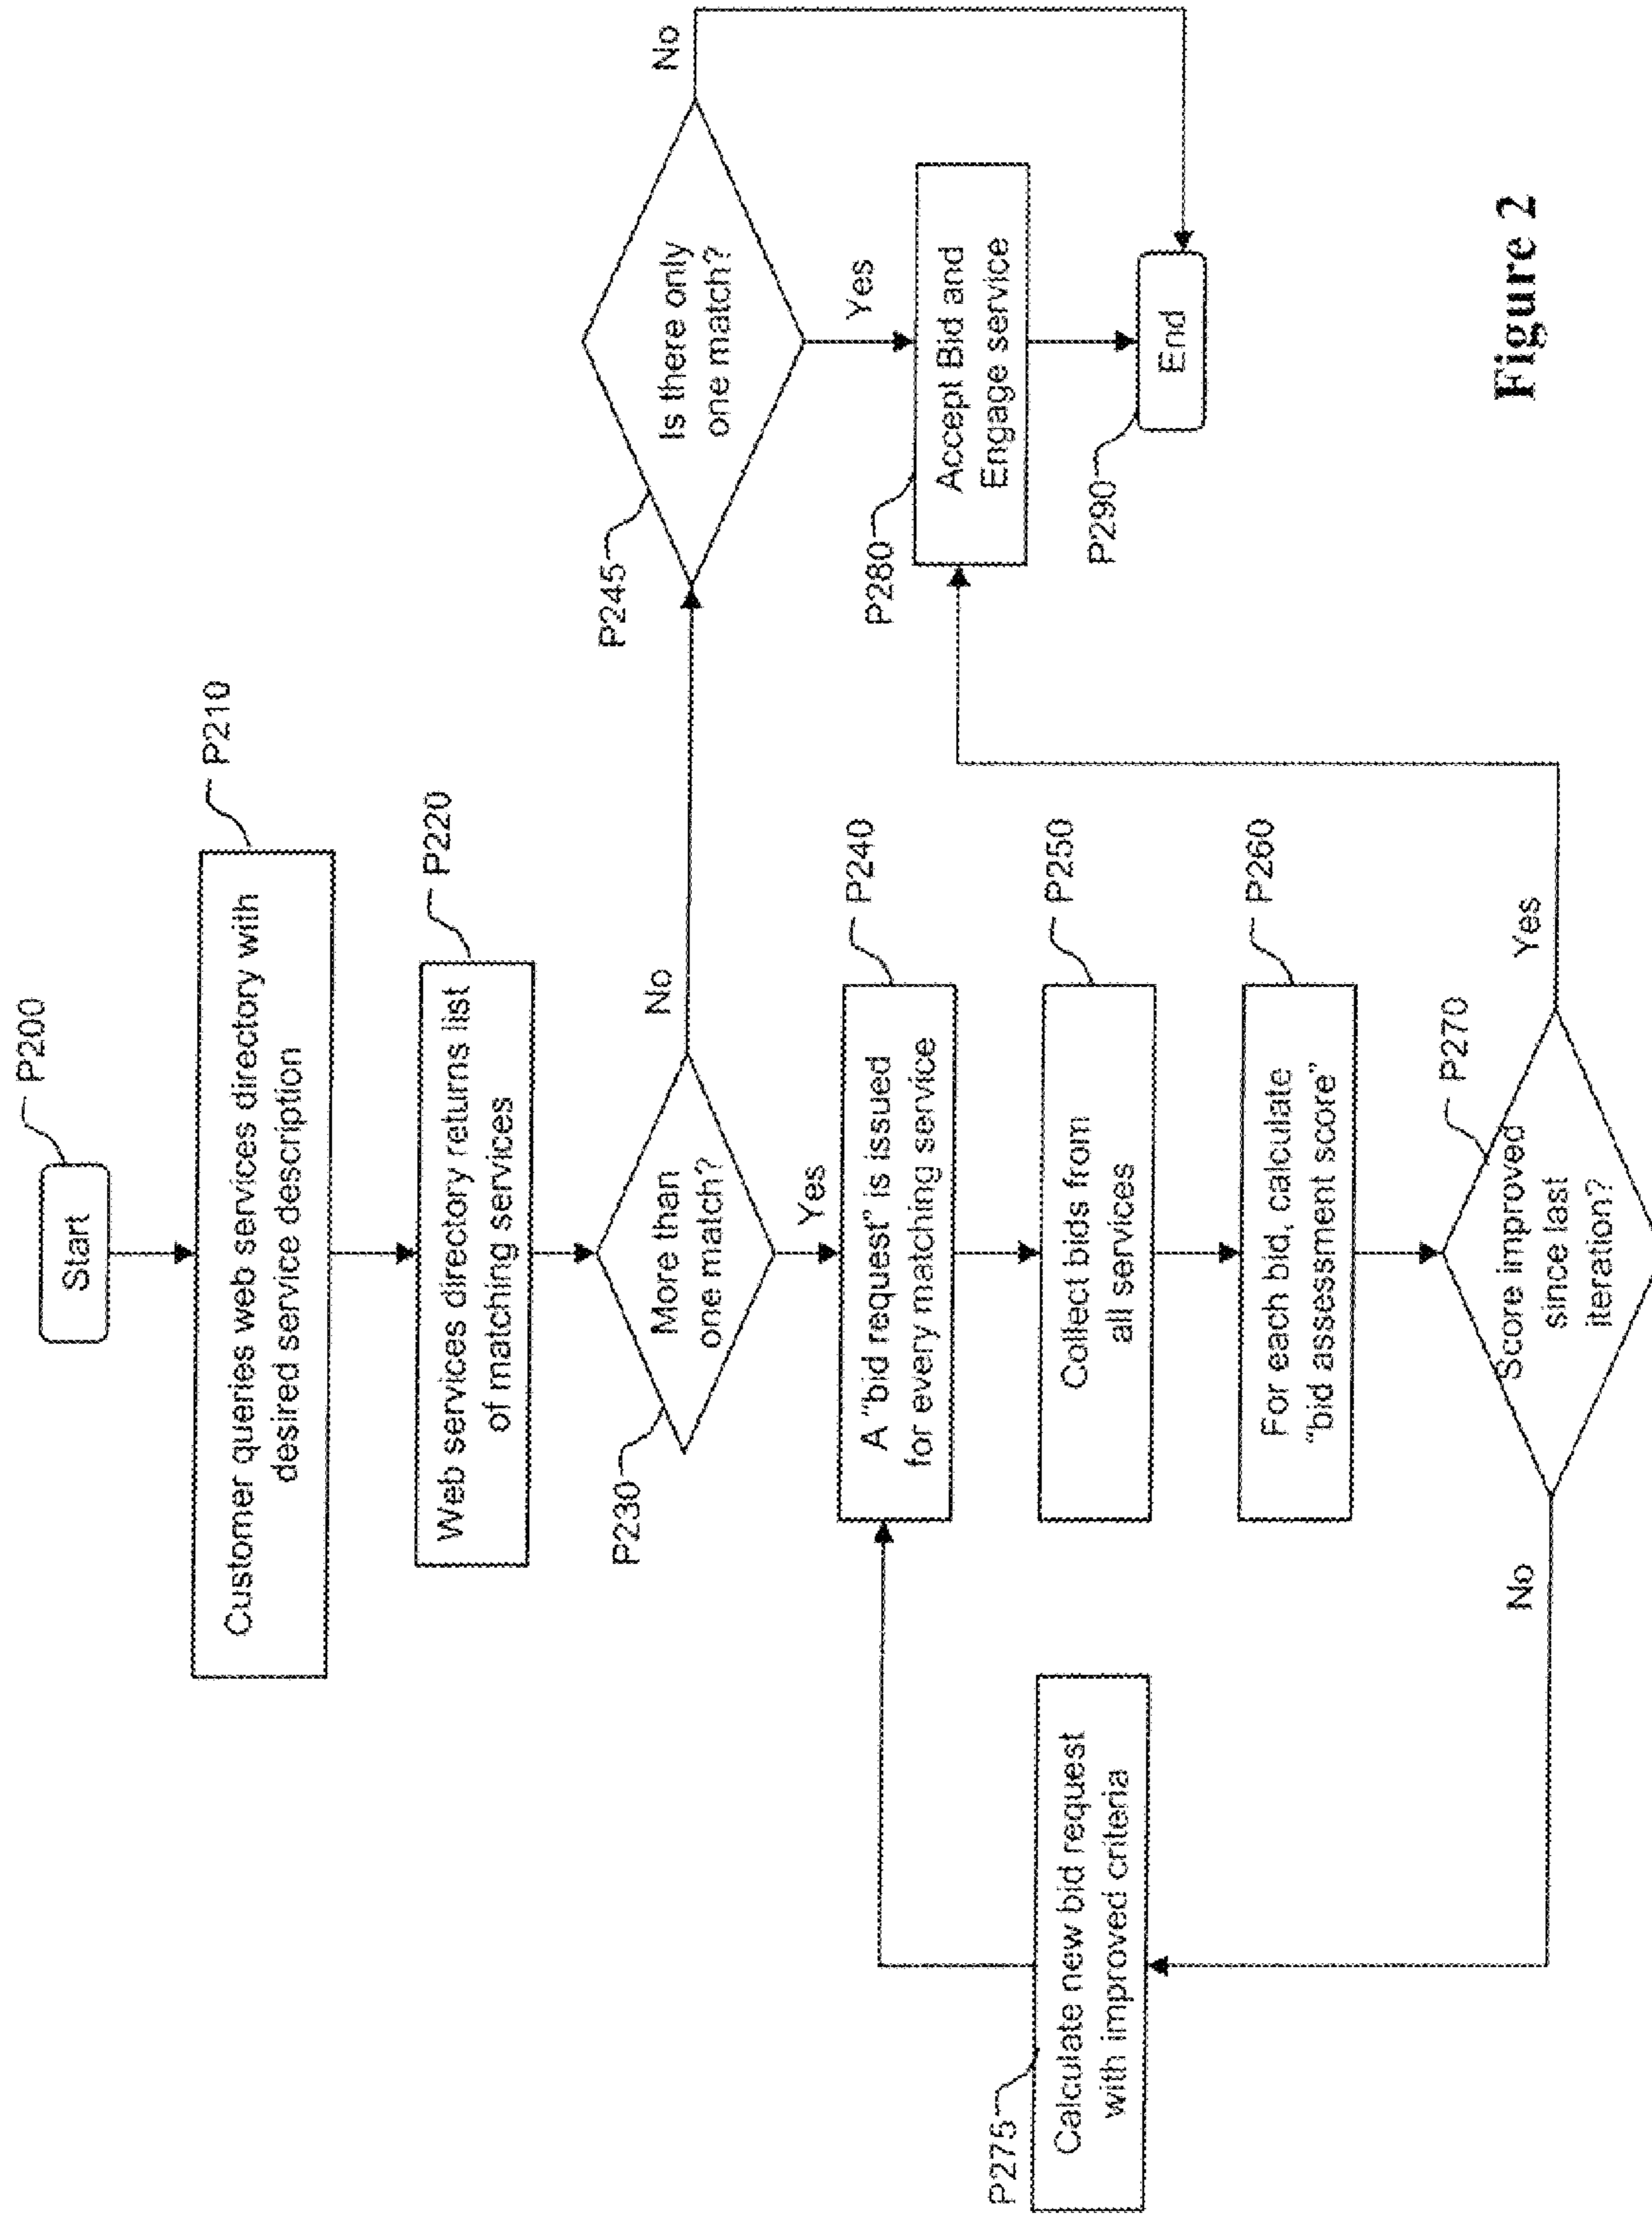 Start
P200
Customer queries web services directory with
desired service description
P210
Web services directory returns list
of matching services
P220
More than
one match?
P230
No
Yes
Is there only
one match?
P245
No
Yes
A "bid request" is issued
for every matching service
P240
Collect bids from
all services
P250
For each bid, calculate
"bid assessment score"
P260
Score improved
since last
iteration?
P270
No
Yes
Calculate new bid request
with improved criteria
P275
Accept Bid and
Engage service
P280
End
P290
Figure 2